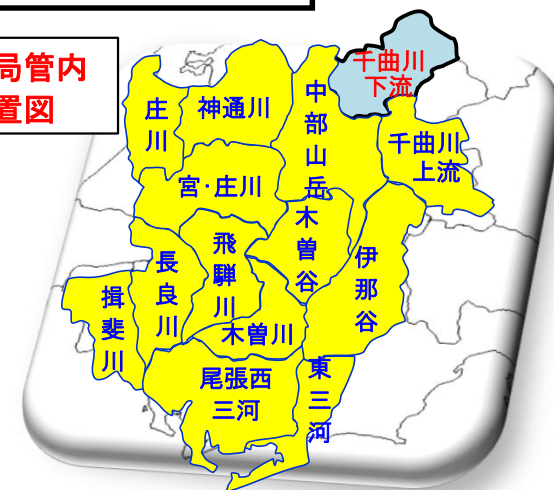 局管内
置図
千曲川
下流
庄川
神通川
中部山岳
千曲川
上流
宮・庄川
木曽谷
飛騨川
伊那谷
長良川
揖斐川
木曽川
尾張西
三河
東三河